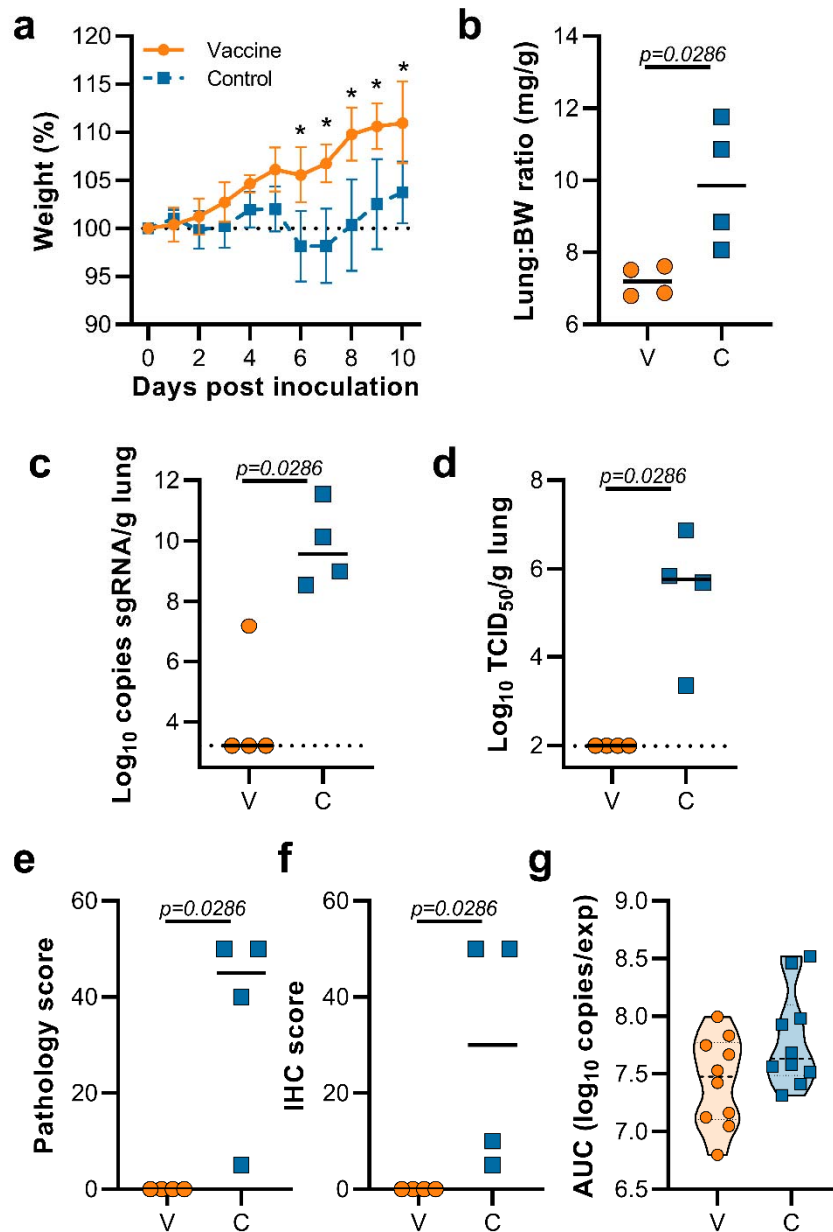 a
120
115
110
105
100
95
90
Weight (%)
Vaccine
Control
* * * * *
0 2 4 6 8 10
Days post inoculation
b
14
12
10
8
6
Lung:BW ratio (mg/g)
p=0.0286
V C
c
12
10
8
6
4
Log₁₀ copies sgRNA/g lung
p=0.0286
V C
d
8
6
4
2
Log₁₀ TCID₅₀/g lung
p=0.0286
V C
e
60
40
20
0
Pathology score
p=0.0286
V C
f
60
40
20
0
IHC score
p=0.0286
V C
g
9.0
8.5
8.0
7.5
7.0
6.5
AUC (log₁₀ copies/exp)
V C